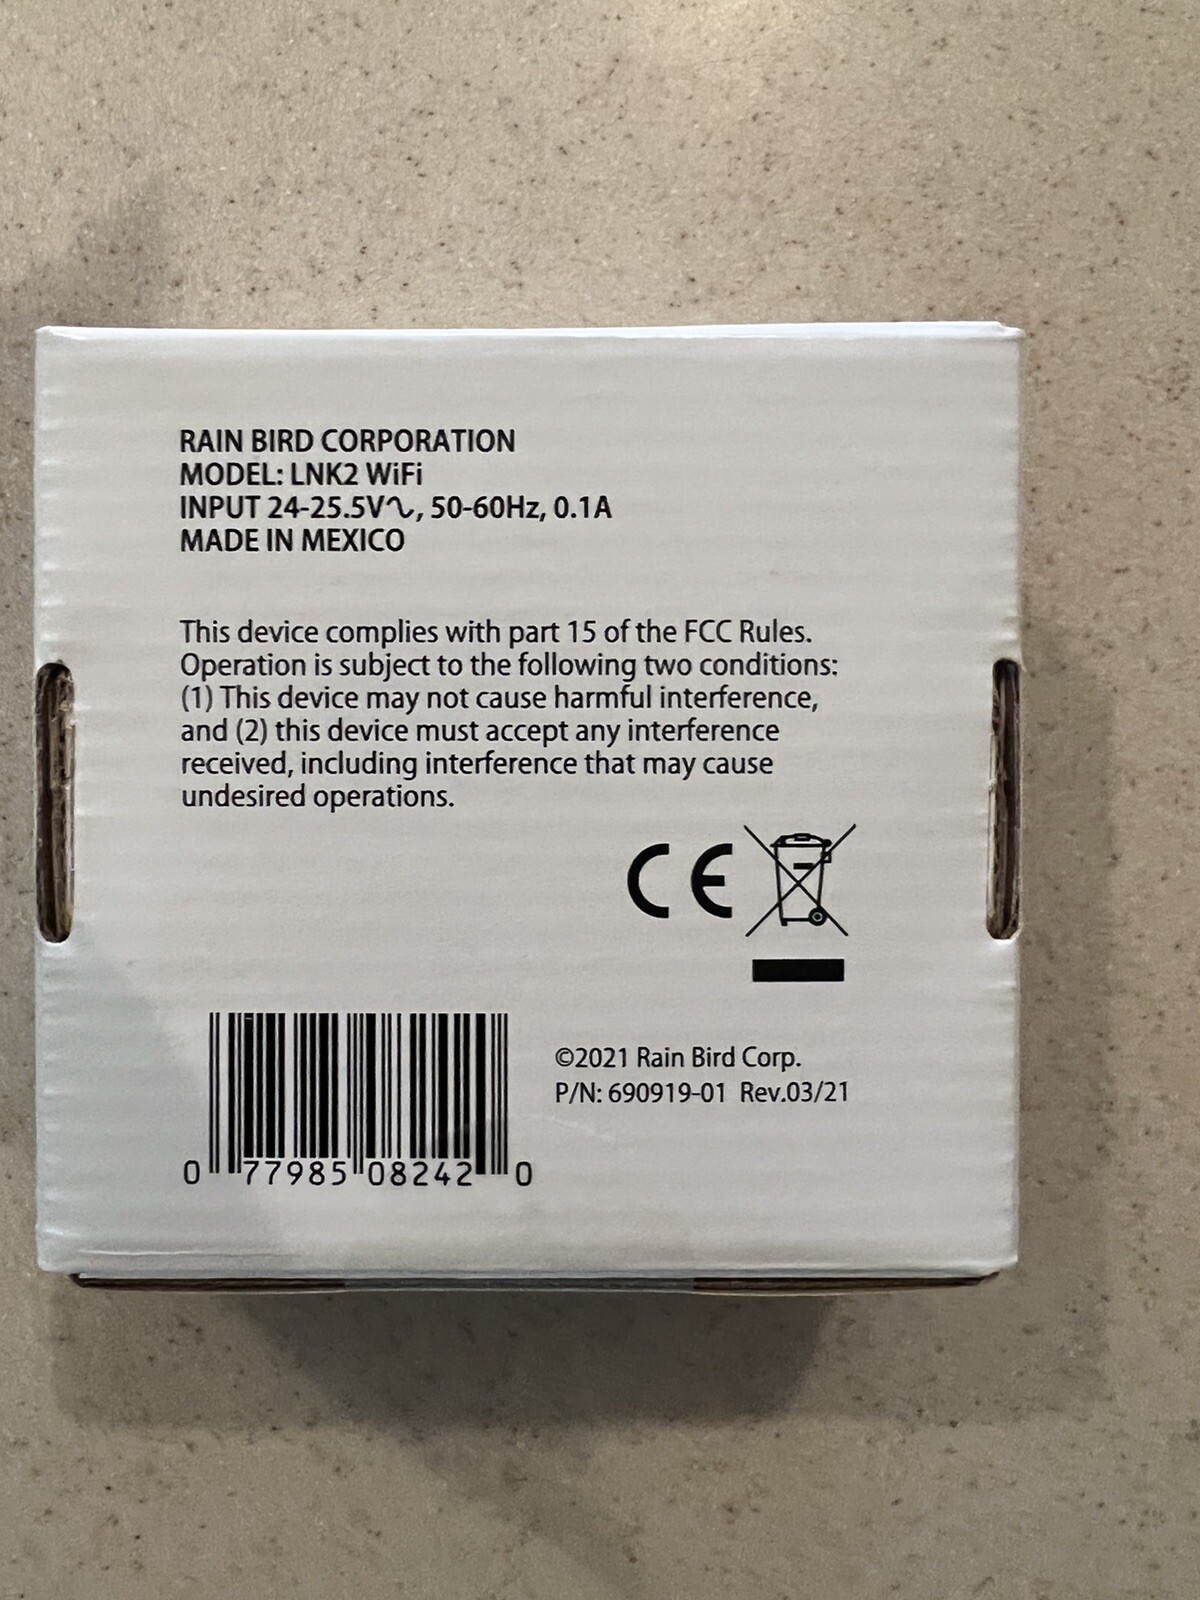 RAIN BIRD CORPORATION
MODEL: LNK2 WiFi
INPUT 24-25.5V∿, 50-60Hz, 0.1A
MADE IN MEXICO
This device complies with part 15 of the FCC Rules.
Operation is subject to the following two conditions:
(1) This device may not cause harmful interference,
and (2) this device must accept any interference
received, including interference that may cause
undesired operations.
CE
©2021 Rain Bird Corp.
P/N: 690919-01 Rev.03/21
0 77985 08242 0